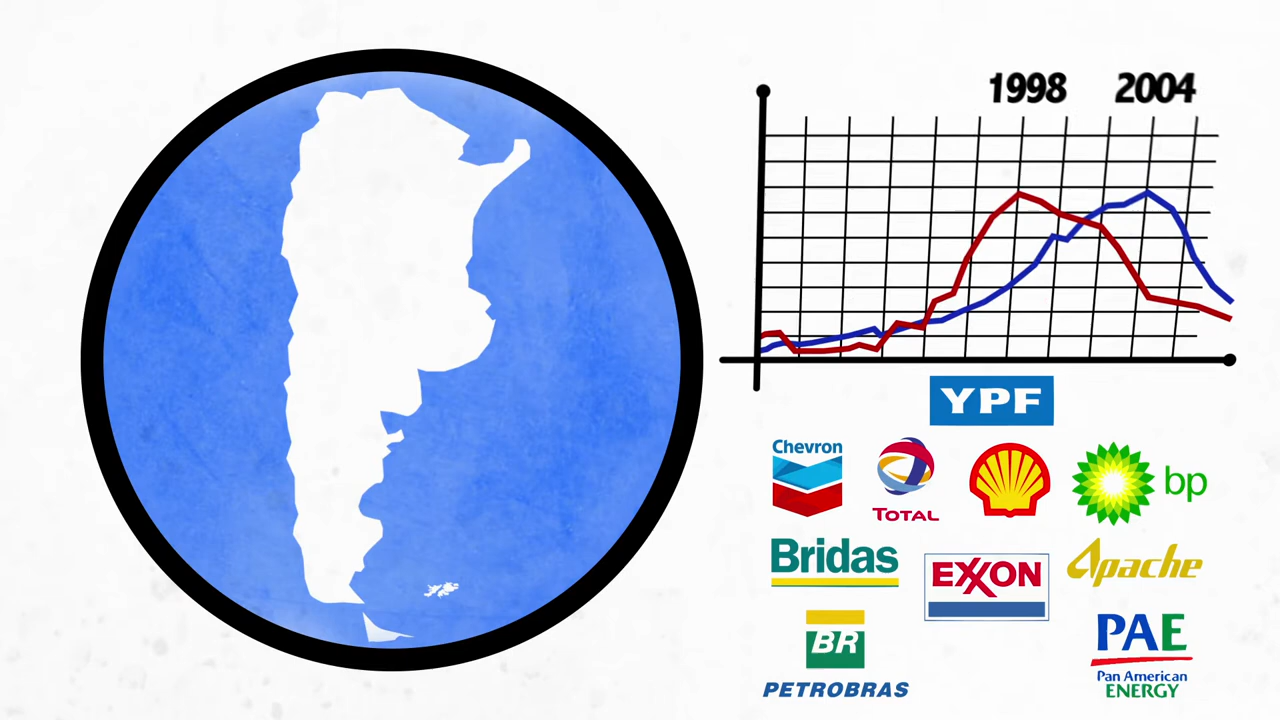 1998 2004
YPF
Chevron
TOTAL
bp
Bridas
EXXON
Apache
BR
PETROBRAS
PAE
Pan American
ENERGY